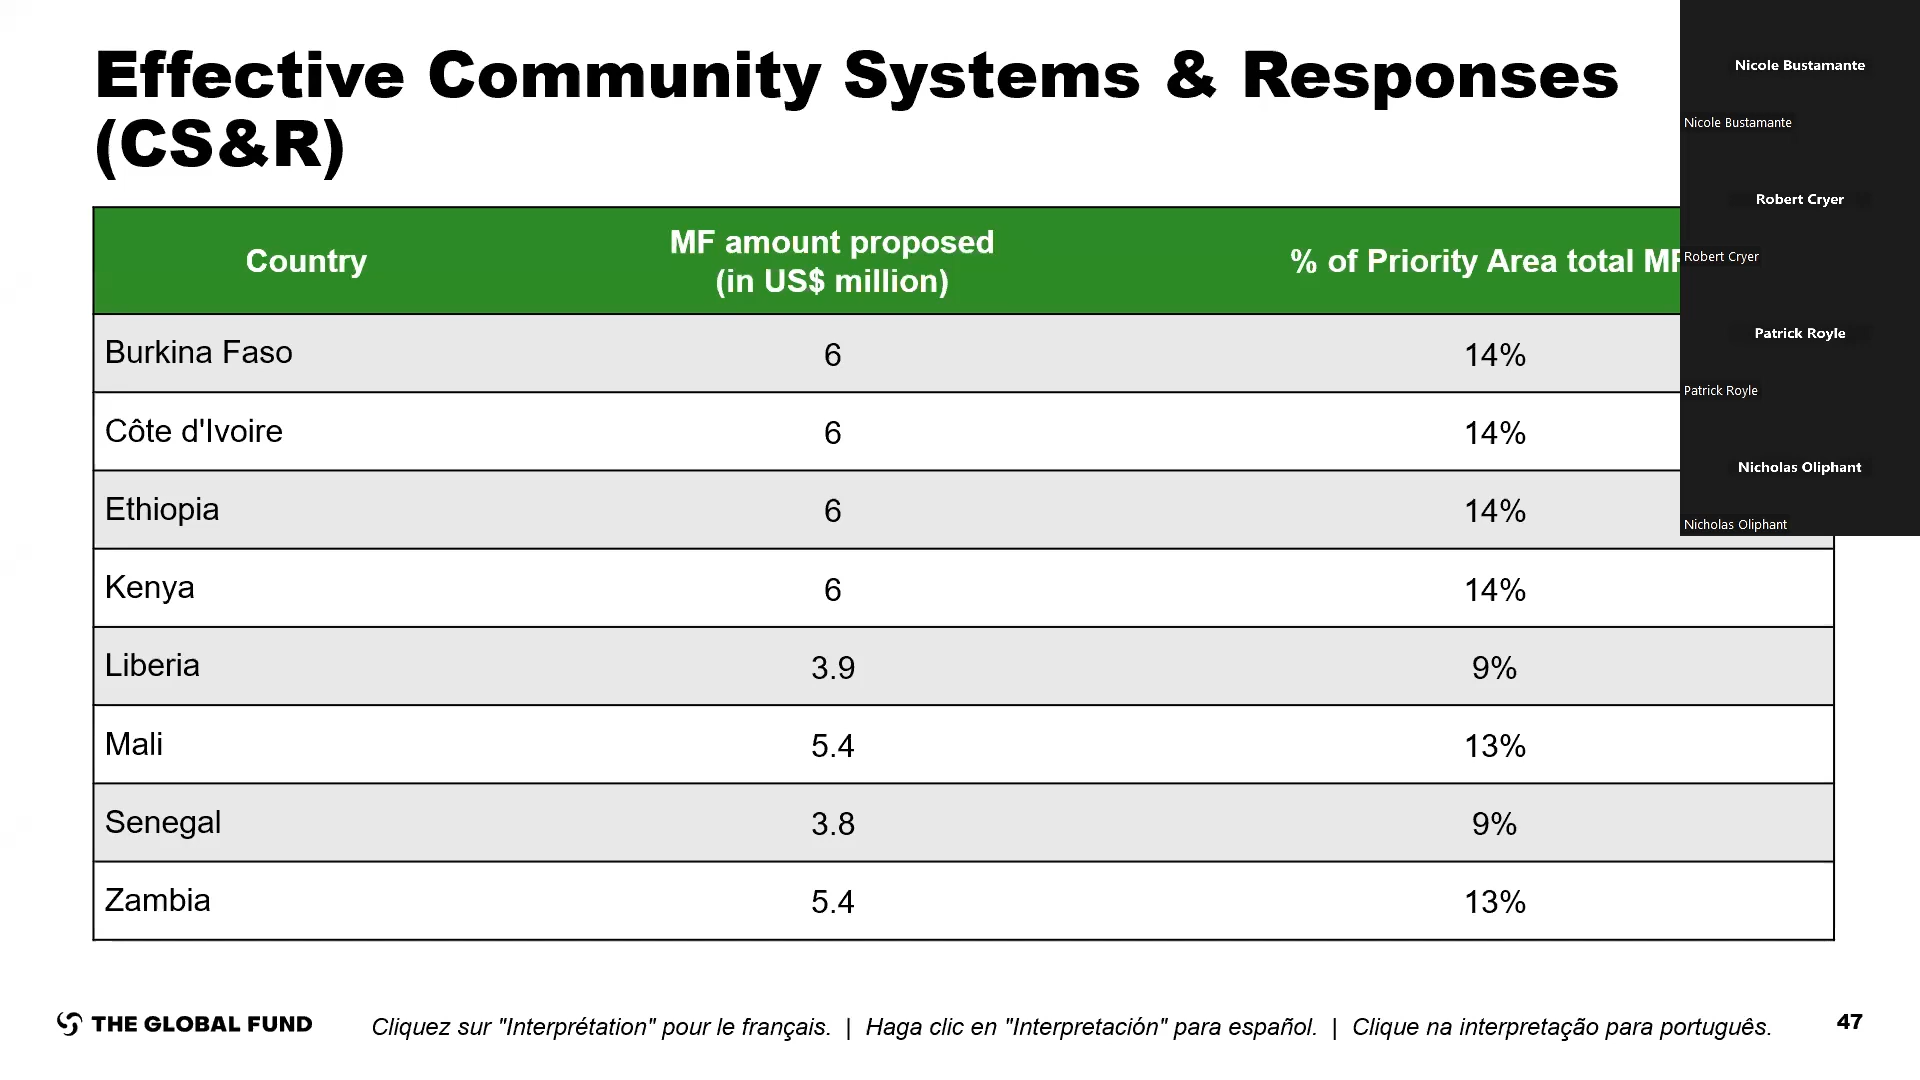 Effective Community Systems & Responses
(CS&R)
Country
MF amount proposed
(in US$ million)
% of Priority Area total MF
Burkina Faso 6 14%
Côte d'Ivoire 6 14%
Ethiopia 6 14%
Kenya 6 14%
Liberia 3.9 9%
Mali 5.4 13%
Senegal 3.8 9%
Zambia 5.4 13%
THE GLOBAL FUND
Cliquez sur "Interprétation" pour le français. | Haga clic en "Interpretación" para español. | Clique na interpretação para português.
47
Nicole Bustamante
Nicole Bustamante
Robert Cryer
Robert Cryer
Patrick Royle
Patrick Royle
Nicholas Oliphant
Nicholas Oliphant